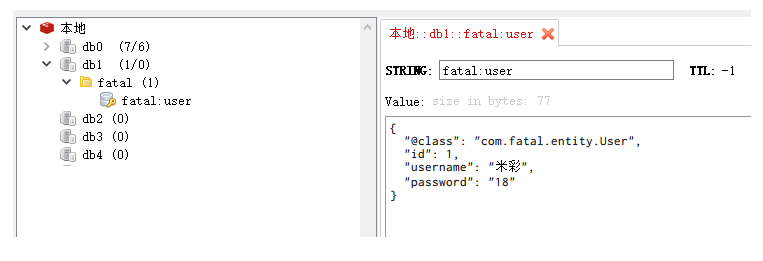 本地
db0 (7/6)
db1 (1/0)
fatal (1)
fatal:user
db2 (0)
db3 (0)
db4 (0)
本地::db1::fatal:user
STRING: fatal:user TTL: -1
Value: size in bytes: 77
{
"@class": "com.fatal.entity.User",
"id": 1,
"username": "米彩",
"password": "18"
}